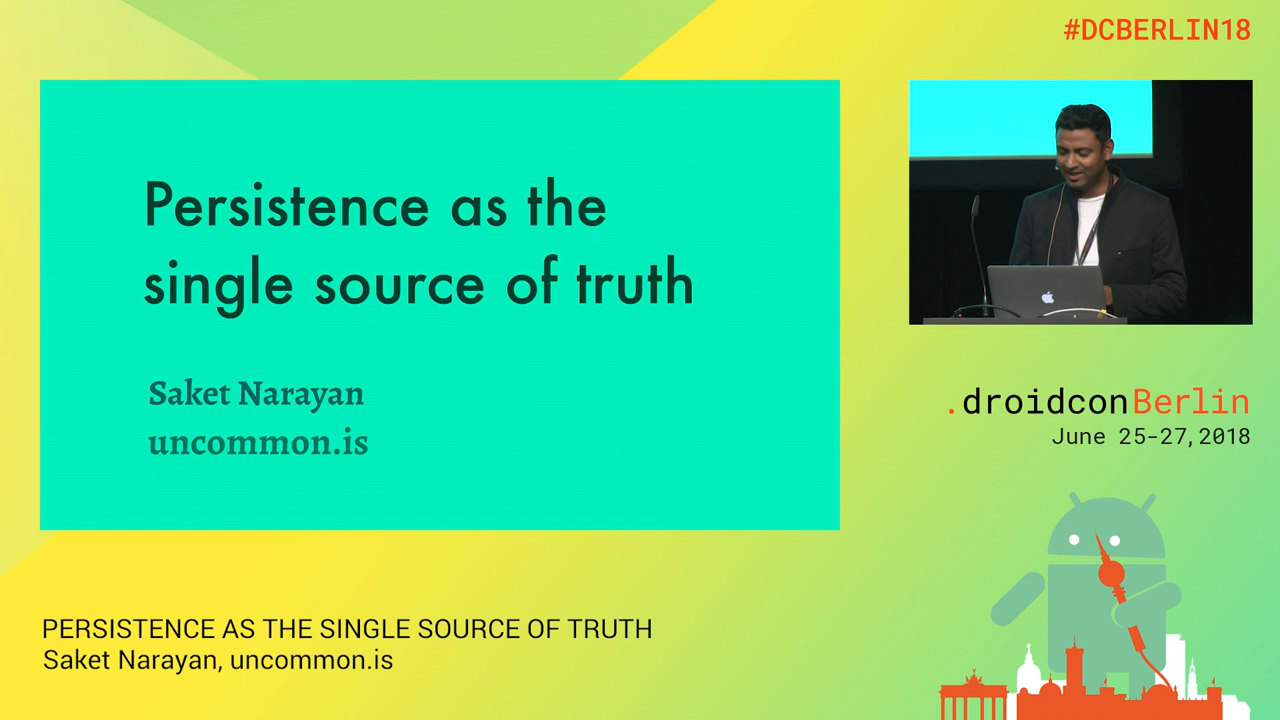 #DCBERLIN18
Persistence as the
single source of truth
Saket Narayan
uncommon.is
.droidconBerlin
June 25-27, 2018
PERSISTENCE AS THE SINGLE SOURCE OF TRUTH
Saket Narayan, uncommon.is